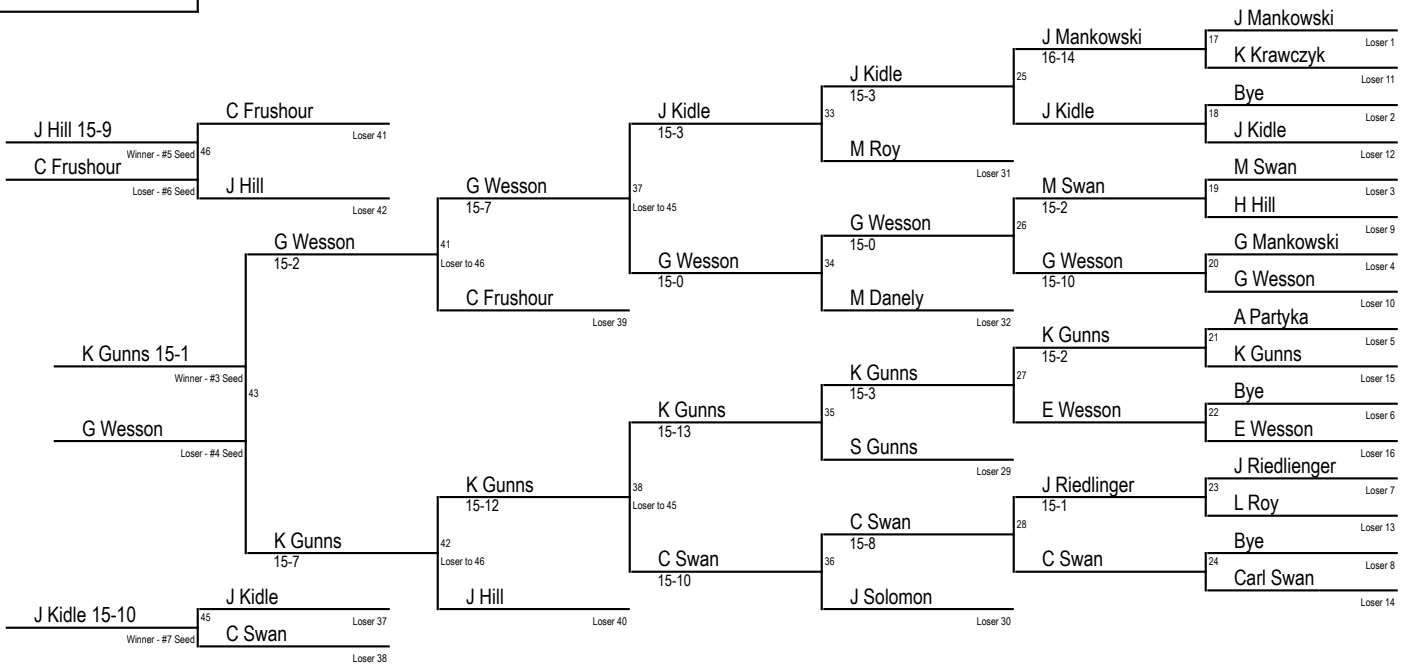 J Mankowski
Loser 1
17
K Krawczyk
Loser 11
Bye
Loser 2
18
J Kidle
Loser 12
M Swan
Loser 3
19
H Hill
Loser 9
G Mankowski
Loser 4
20
G Wesson
Loser 10
A Partyka
Loser 5
21
K Gunns
Loser 15
Bye
Loser 6
22
E Wesson
Loser 16
J Riedlienger
Loser 7
23
L Roy
Loser 13
Bye
Loser 8
24
Carl Swan
Loser 14
J Mankowski
16-14
25
J Kidle
M Swan
15-2
26
G Wesson
15-10
K Gunns
15-2
27
E Wesson
J Riedlinger
15-1
28
C Swan
J Kidle
15-3
33
M Roy
Loser 31
G Wesson
15-0
34
M Danely
Loser 32
K Gunns
15-3
35
S Gunns
Loser 29
C Swan
15-8
36
J Solomon
Loser 30
J Kidle
15-3
37
Loser to 45
G Wesson
15-0
K Gunns
15-13
38
Loser to 45
C Swan
15-10
G Wesson
15-7
41
Loser to 46
C Frushour
Loser 39
K Gunns
15-12
42
Loser to 46
J Hill
Loser 40
G Wesson
15-2
43
K Gunns
15-7
K Gunns 15-1
Winner - #3 Seed
G Wesson
Loser - #4 Seed
C Frushour
Loser 41
46
J Hill
Loser 42
J Hill 15-9
Winner - #5 Seed
C Frushour
Loser - #6 Seed
J Kidle
Loser 37
45
C Swan
Loser 38
J Kidle 15-10
Winner - #7 Seed